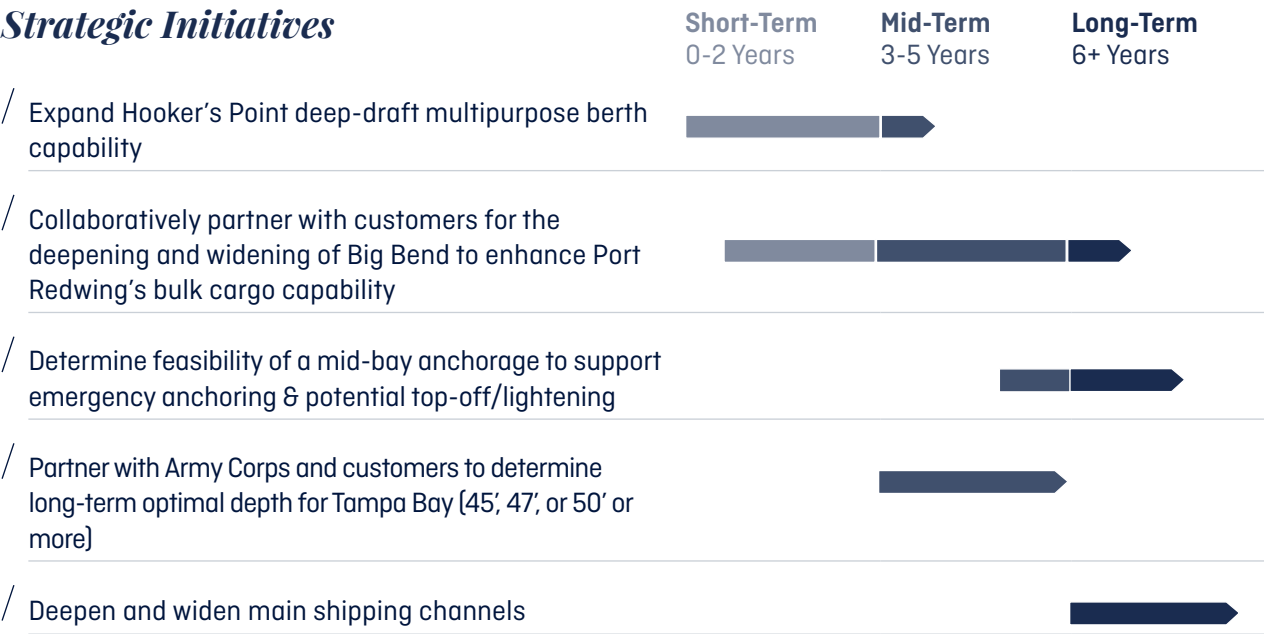 Strategic Initiatives
Short-Term
0-2 Years
Mid-Term
3-5 Years
Long-Term
6+ Years
/ Expand Hooker’s Point deep-draft multipurpose berth
capability
/ Collaboratively partner with customers for the
deepening and widening of Big Bend to enhance Port
Redwing’s bulk cargo capability
/ Determine feasibility of a mid-bay anchorage to support
emergency anchoring & potential top-off/lightening
/ Partner with Army Corps and customers to determine
long-term optimal depth for Tampa Bay (45’, 47’, or 50’ or
more)
/ Deepen and widen main shipping channels